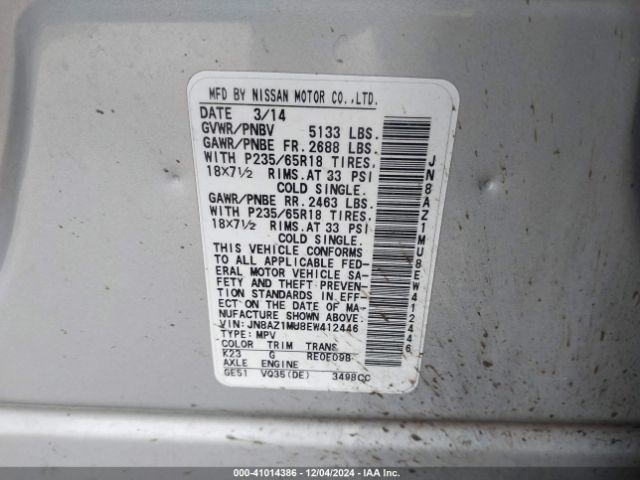 MFD BY NISSAN MOTOR CO.,LTD.
DATE 3/14
GVWR/PNBV 5133 LBS.
GAWR/PNBE FR. 2688 LBS.
WITH P235/65R18 TIRES,
18X7½ RIMS.AT 33 PSI
COLD SINGLE.
GAWR/PNBE RR. 2463 LBS.
WITH P235/65R18 TIRES,
18X7½ RIMS.AT 33 PSI
COLD SINGLE.
THIS VEHICLE CONFORMS
TO ALL APPLICABLE FED-
ERAL MOTOR VEHICLE SA-
FETY AND THEFT PREVEN-
TION STANDARDS IN EFF-
ECT ON THE DATE OF MA-
NUFACTURE SHOWN ABOVE.
VIN:JN8AZ1MU8EW412446
TYPE:MPV
COLOR TRIM TRANS
K23 G RE0F09B
AXLE ENGINE
GE51 VQ35(DE) 3498CC
JN8AZ1MU8EW412446
000-41014386 - 12/04/2024 - IAA Inc.